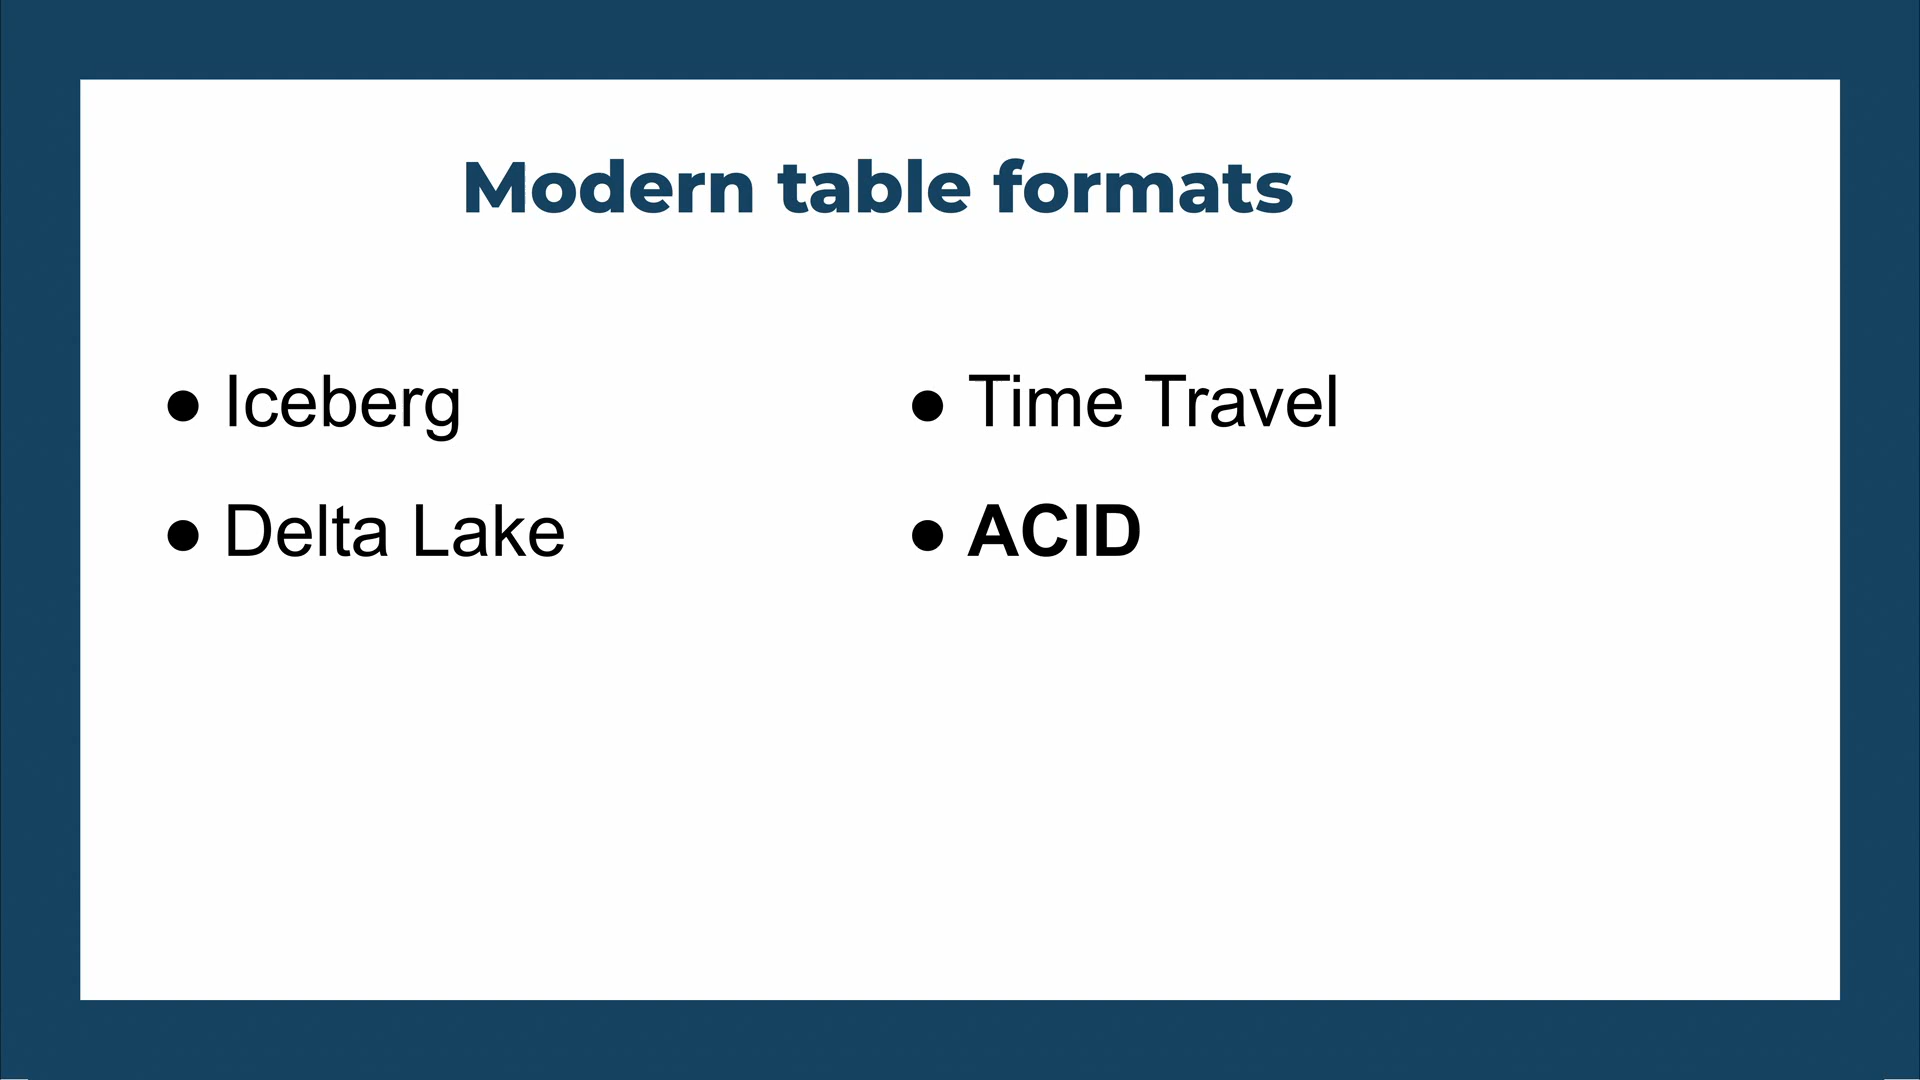 Modern table formats
● Iceberg
● Delta Lake
● Time Travel
● ACID